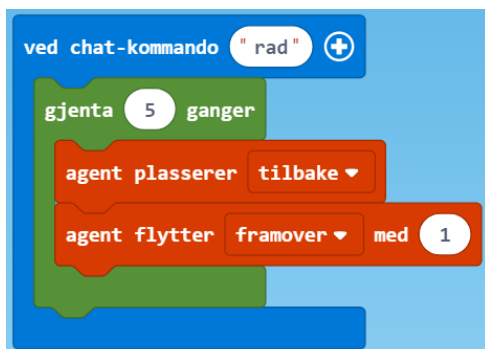 ved chat-kommando "rad"
gjenta 5 ganger
agent plasserer tilbake
agent flytter framover med 1